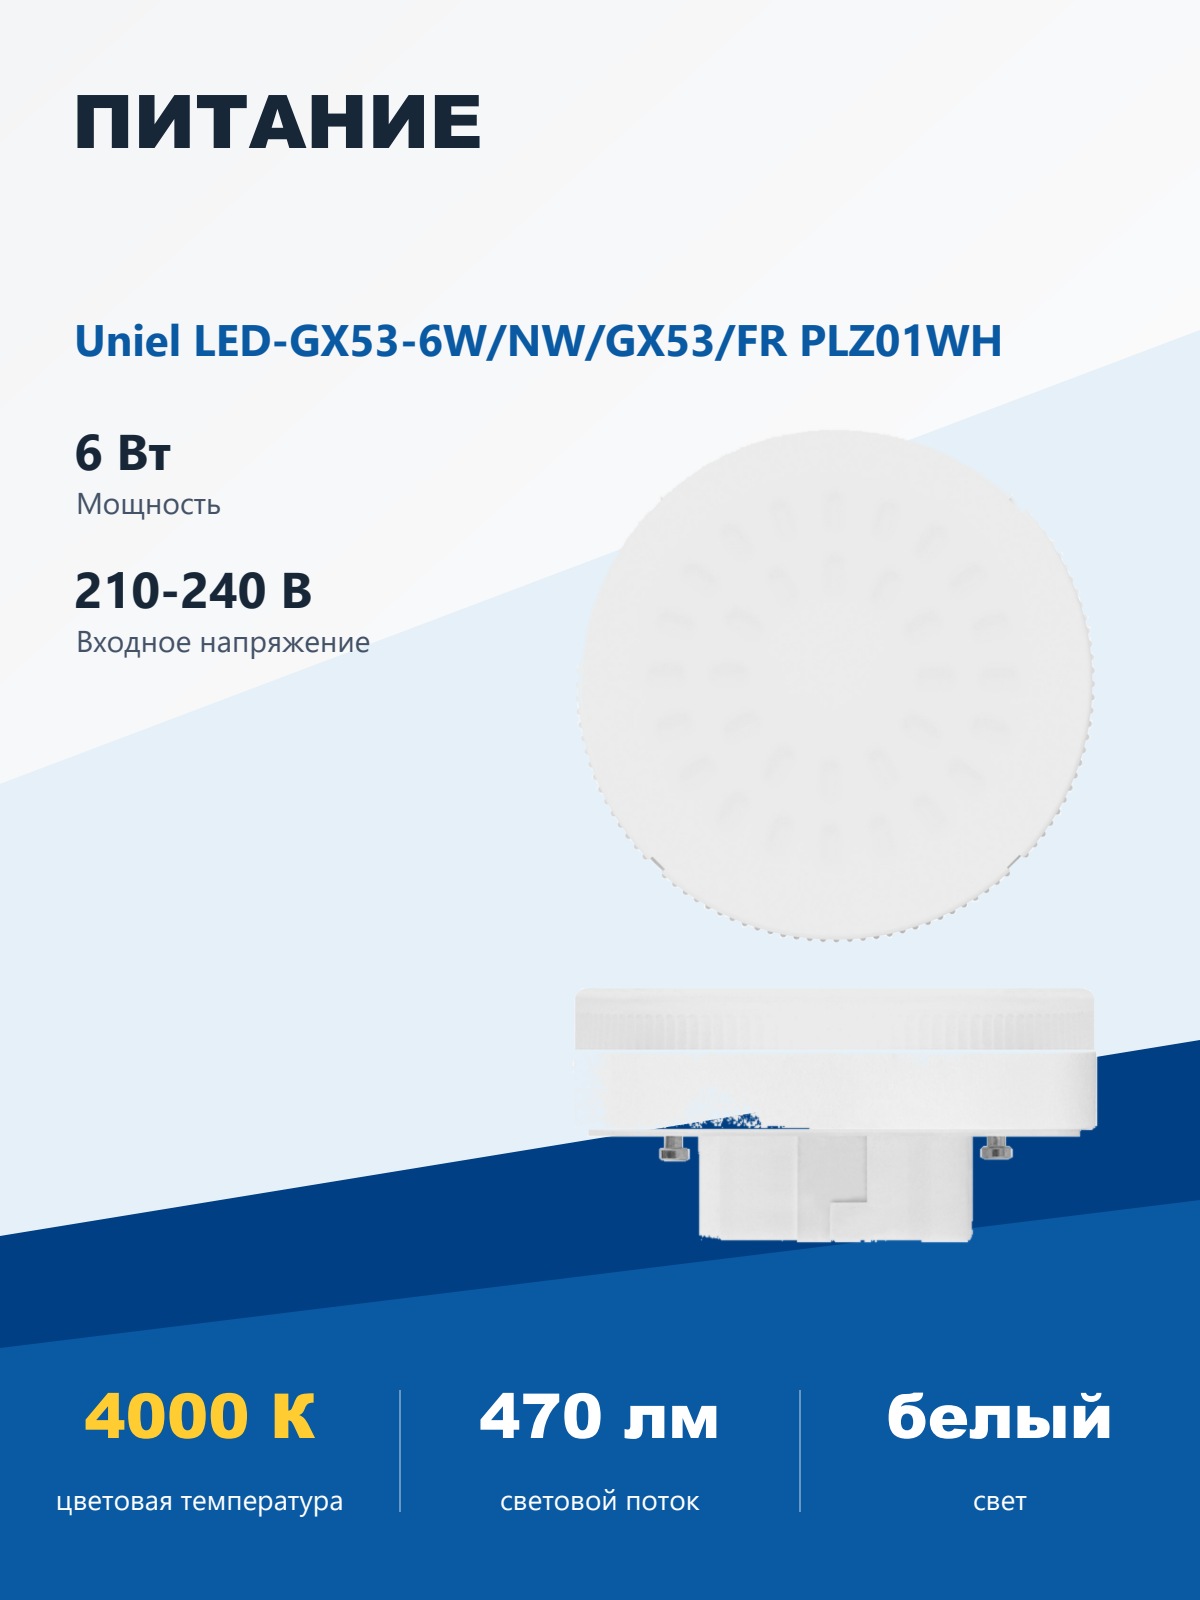 ПИТАНИЕ
Uniel LED-GX53-6W/NW/GX53/FR PLZ01WH
6 Вт
Мощность
210-240 В
Входное напряжение
4000 К
цветовая температура
470 лм
световой поток
белый
свет